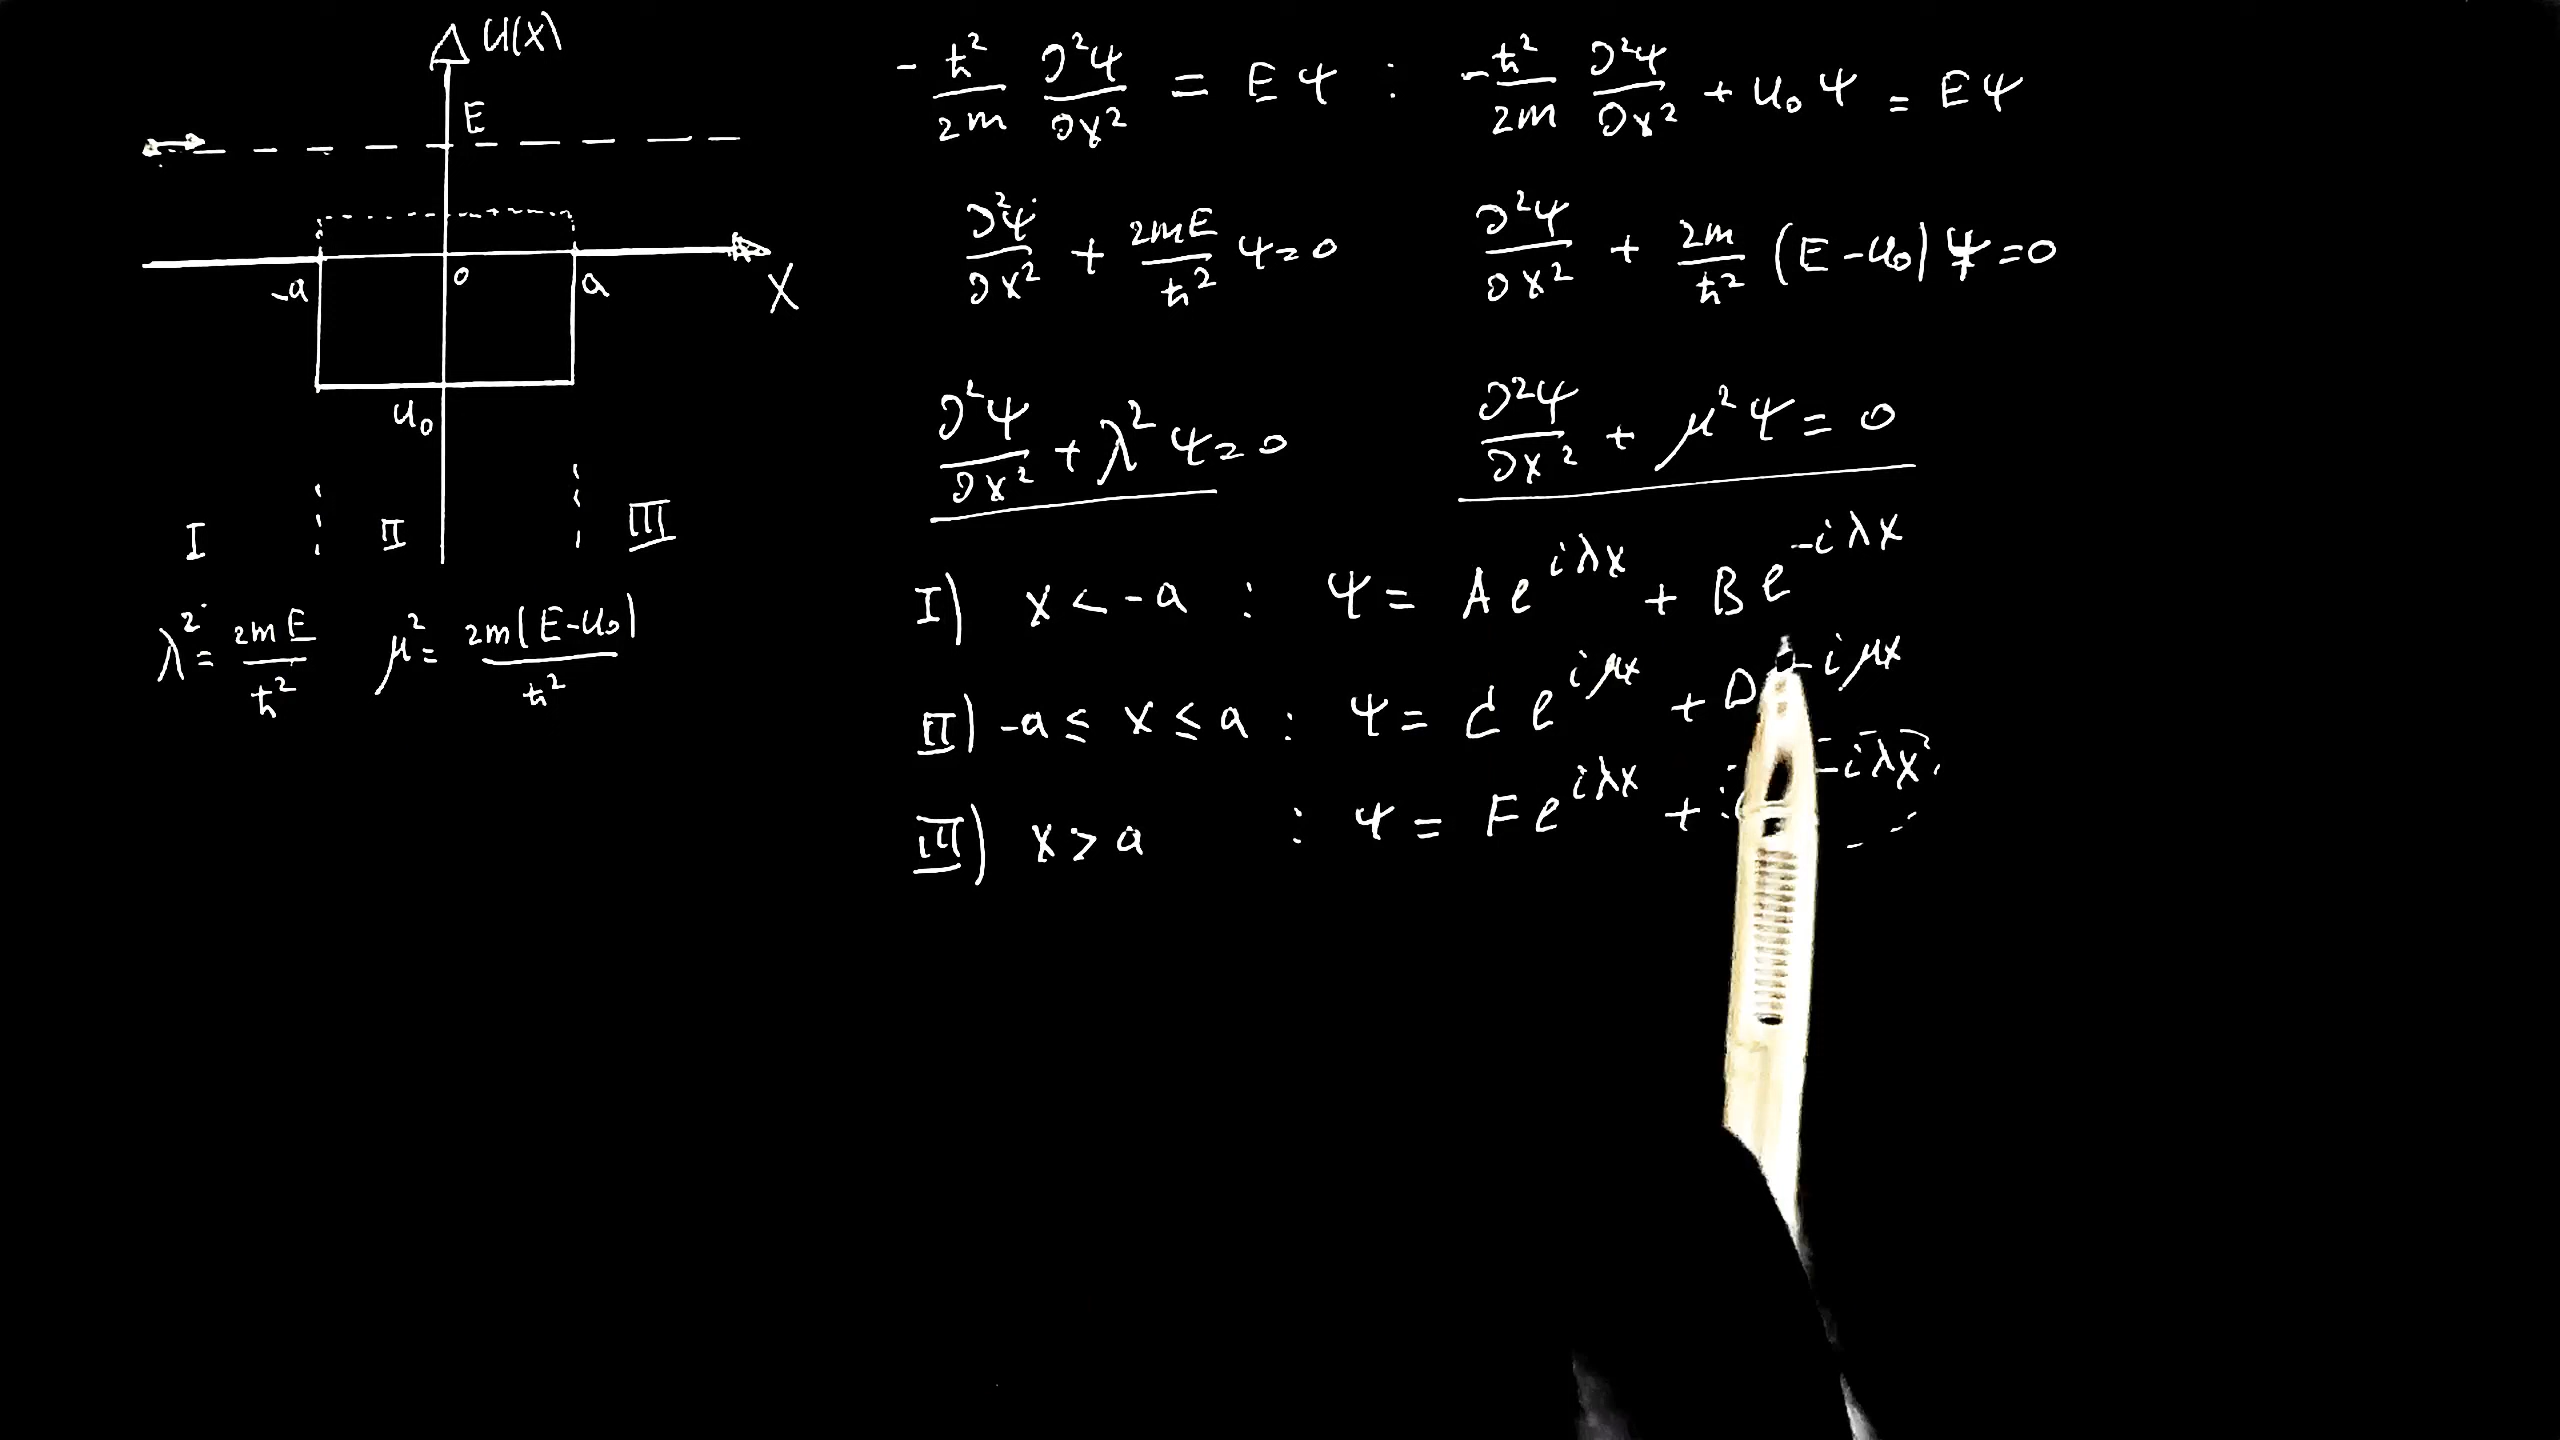 U(x)
E
-a 0 a X
U₀
I II III
λ² = 2mE/ħ² μ² = 2m(E-U₀)/ħ²
-ħ²/2m ∂²Ψ/∂x² = EΨ : -ħ²/2m ∂²Ψ/∂x² + U₀Ψ = EΨ
∂²Ψ/∂x² + 2mE/ħ² Ψ=0 ∂²Ψ/∂x² + 2m/ħ² (E-U₀)Ψ=0
∂²Ψ/∂x² + λ²Ψ=0 ∂²Ψ/∂x² + μ²Ψ=0
I) x < -a : Ψ = Ae^{iλx} + Be^{-iλx}
II) -a ≤ x ≤ a : Ψ = Ce^{iμx} + D e^{-iμx}
III) x > a : Ψ = Fe^{iλx} + -iλx